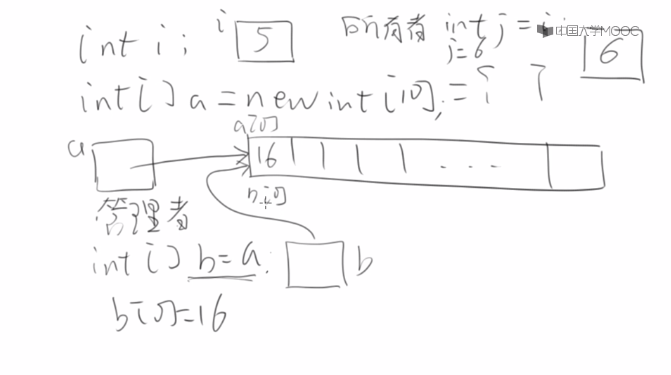 int i; i 5 所有者 int j = i;
j=6 6
中国大学MOOC
int[] a = new int[10]; = { }
a[0]
a 16 . . .
管理者 b[0]
int[] b = a; b
b[0]=16